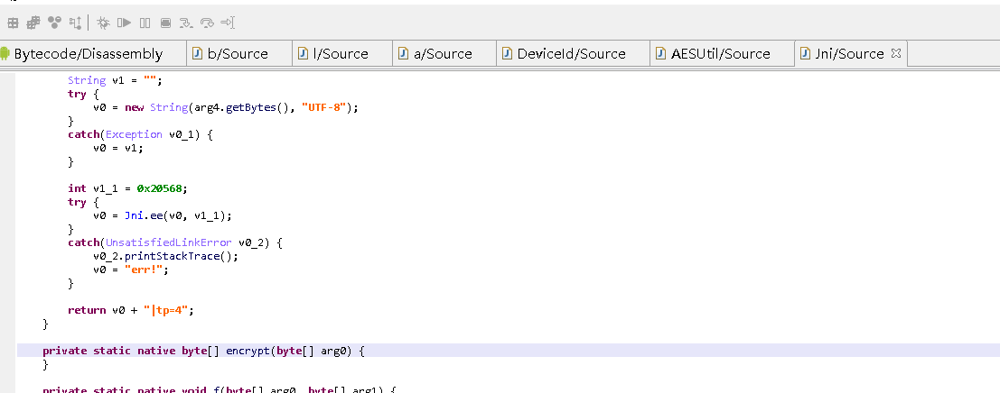 Bytecode/Disassembly b/Source l/Source a/Source DeviceId/Source AESUtil/Source Jni/Source
String v1 = "";
try {
v0 = new String(arg4.getBytes(), "UTF-8");
}
catch(Exception v0_1) {
v0 = v1;
}
int v1_1 = 0x20568;
try {
v0 = Jni.ee(v0, v1_1);
}
catch(UnsatisfiedLinkError v0_2) {
v0_2.printStackTrace();
v0 = "err!";
}
return v0 + "|tp=4";
}
private static native byte[] encrypt(byte[] arg0) {
}
private static native void f(byte[] arg0, byte[] arg1) {